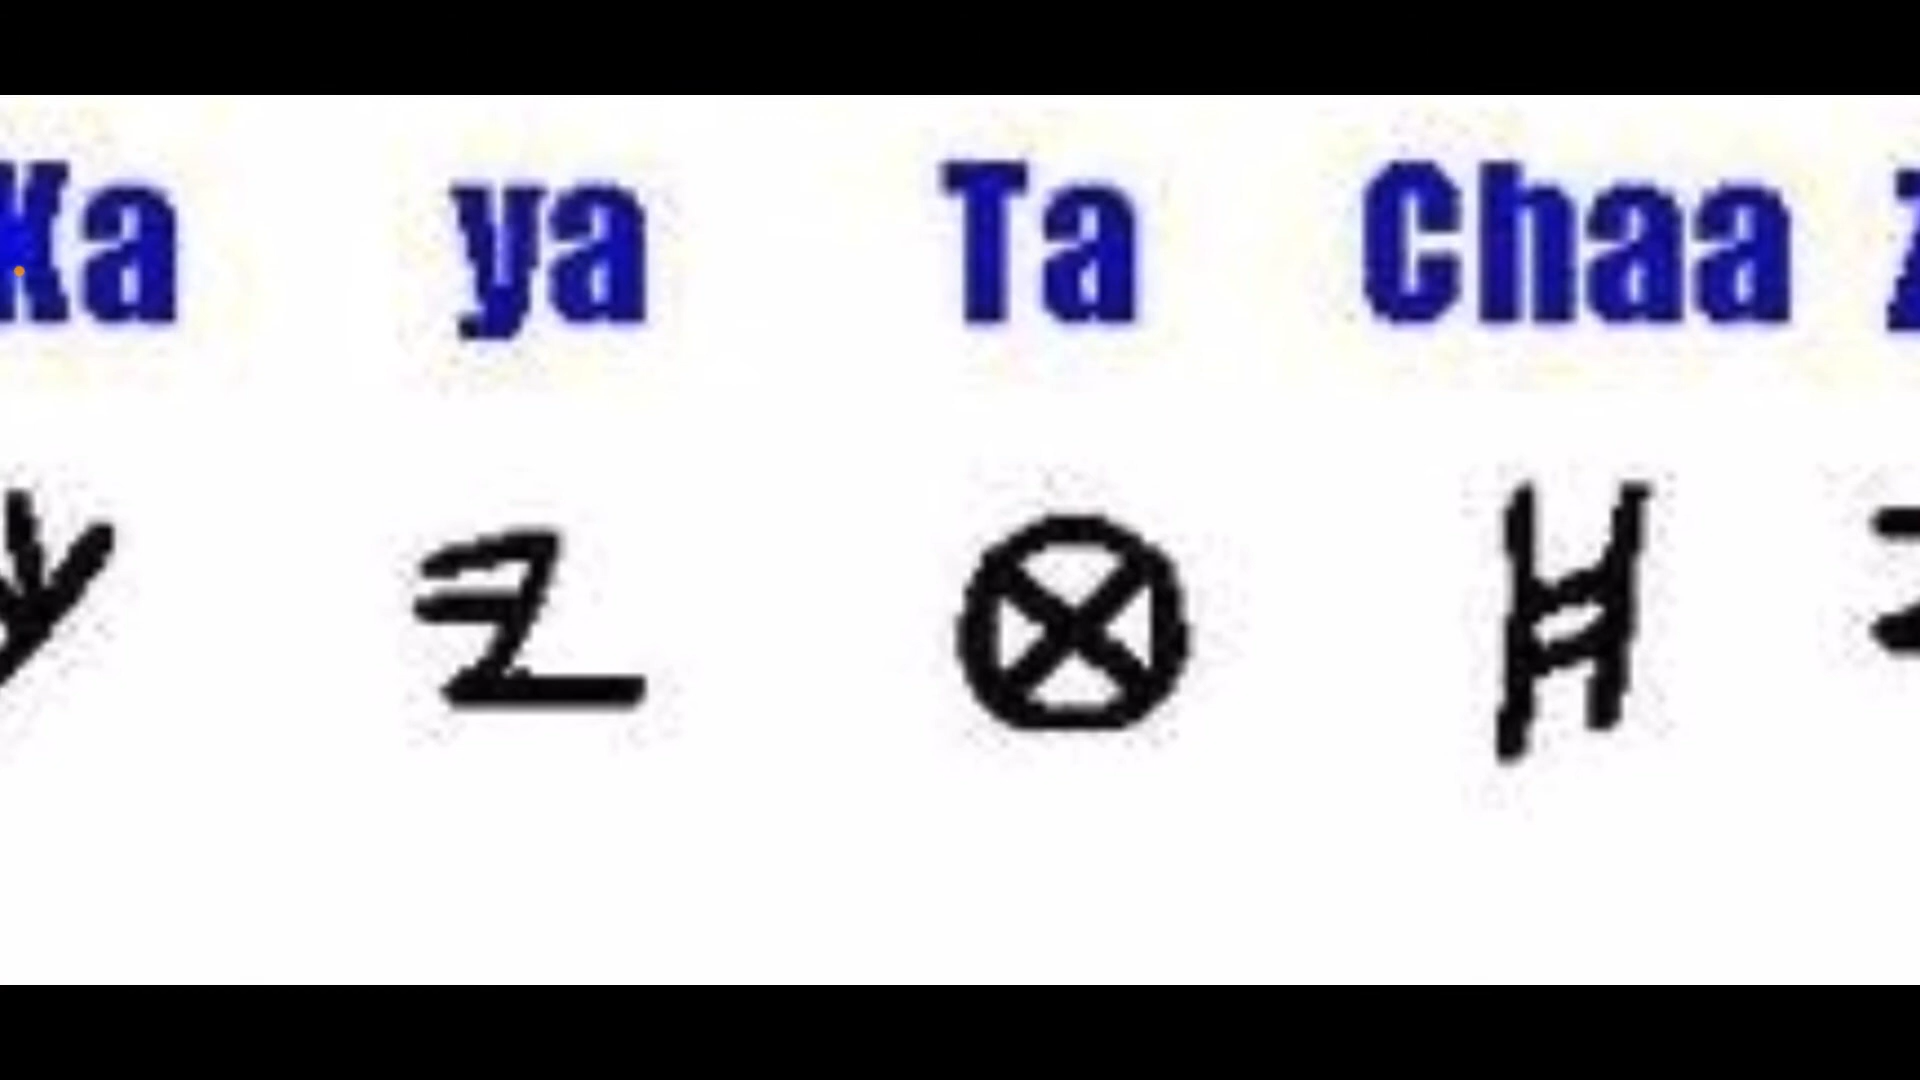 Ka ya Ta Chaa
𐤇 𐤈 𐤉 𐤊